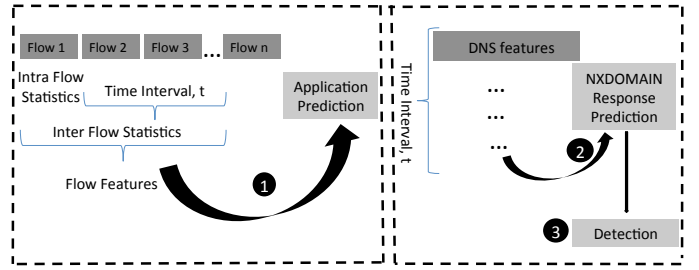 Flow 1 Flow 2 Flow 3 ... Flow n
Intra Flow
Statistics
Time Interval, t
Inter Flow Statistics
Flow Features
1
Application
Prediction
Time Interval, t
DNS features
...
...
...
2
NXDOMAIN
Response
Prediction
3
Detection